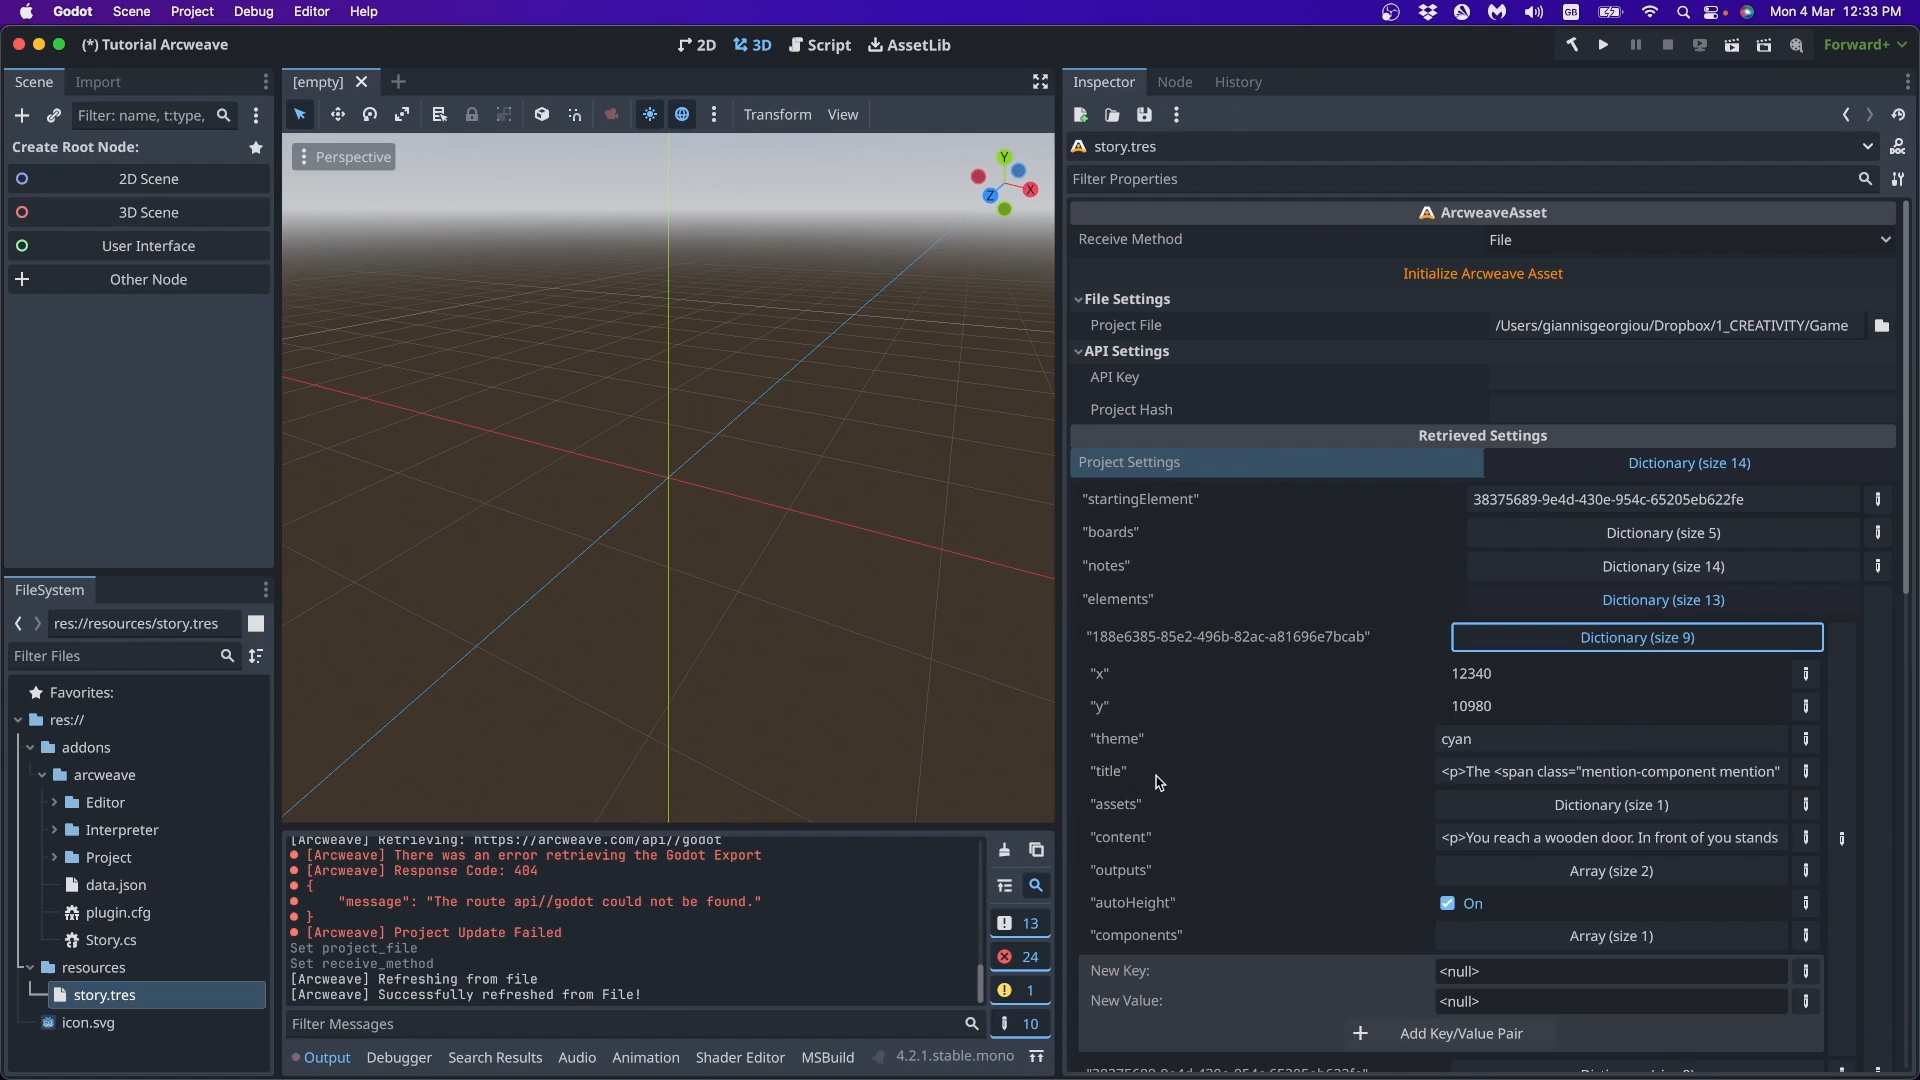 Godot Scene Project Debug Editor Help Mon 4 Mar 12:33 PM
(*) Tutorial Arcweave 2D 3D Script AssetLib Forward+
Scene Import
Filter: name, t:type,
Create Root Node:
2D Scene
3D Scene
User Interface
Other Node
[empty]
Transform View
Perspective
Y
X
Z
FileSystem
res://resources/story.tres
Filter Files
Favorites:
res://
addons
arcweave
Editor
Interpreter
Project
data.json
plugin.cfg
Story.cs
resources
story.tres
icon.svg
[Arcweave] Retrieving: https://arcweave.com/api//godot
[Arcweave] There was an error retrieving the Godot Export
[Arcweave] Response Code: 404
{
"message": "The route api//godot could not be found."
}
[Arcweave] Project Update Failed
Set project_file
Set receive_method
[Arcweave] Refreshing from file
[Arcweave] Successfully refreshed from File!
13
24
1
10
Filter Messages
Output Debugger Search Results Audio Animation Shader Editor MSBuild 4.2.1.stable.mono
Inspector Node History
story.tres
DOC
Filter Properties
ArcweaveAsset
Receive Method File
Initialize Arcweave Asset
File Settings
Project File /Users/giannisgeorgiou/Dropbox/1_CREATIVITY/Game
API Settings
API Key
Project Hash
Retrieved Settings
Project Settings Dictionary (size 14)
"startingElement" 38375689-9e4d-430e-954c-65205eb622fe
"boards" Dictionary (size 5)
"notes" Dictionary (size 14)
"elements" Dictionary (size 13)
"188e6385-85e2-496b-82ac-a81696e7bcab" Dictionary (size 9)
"x" 12340
"y" 10980
"theme" cyan
"title" <p>The <span class="mention-component mention"
"assets" Dictionary (size 1)
"content" <p>You reach a wooden door. In front of you stands
"outputs" Array (size 2)
"autoHeight" On
"components" Array (size 1)
New Key: <null>
New Value: <null>
Add Key/Value Pair